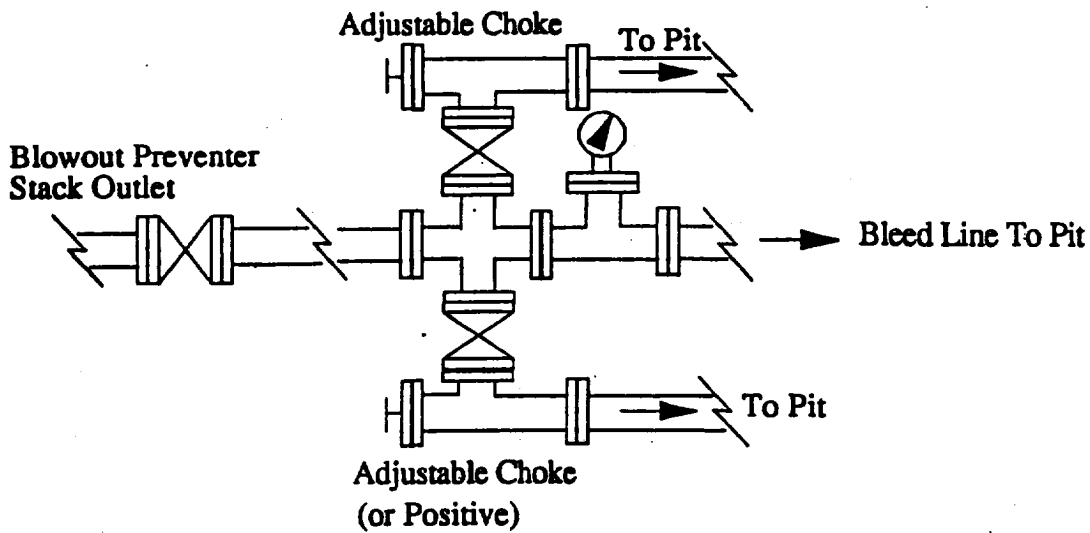 Adjustable Choke
To Pit
Blowout Preventer
Stack Outlet
Bleed Line To Pit
To Pit
Adjustable Choke
(or Positive)